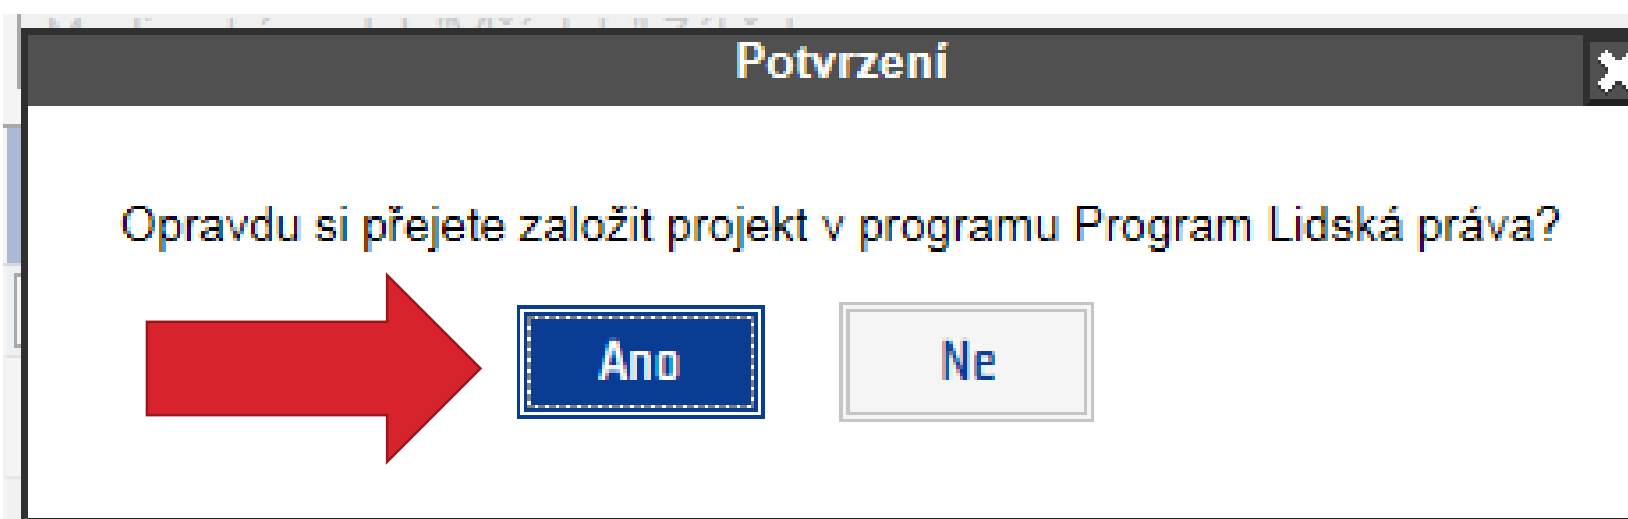 Potvrzení
Opravdu si přejete založit projekt v programu Program Lidská práva?
Ano
Ne